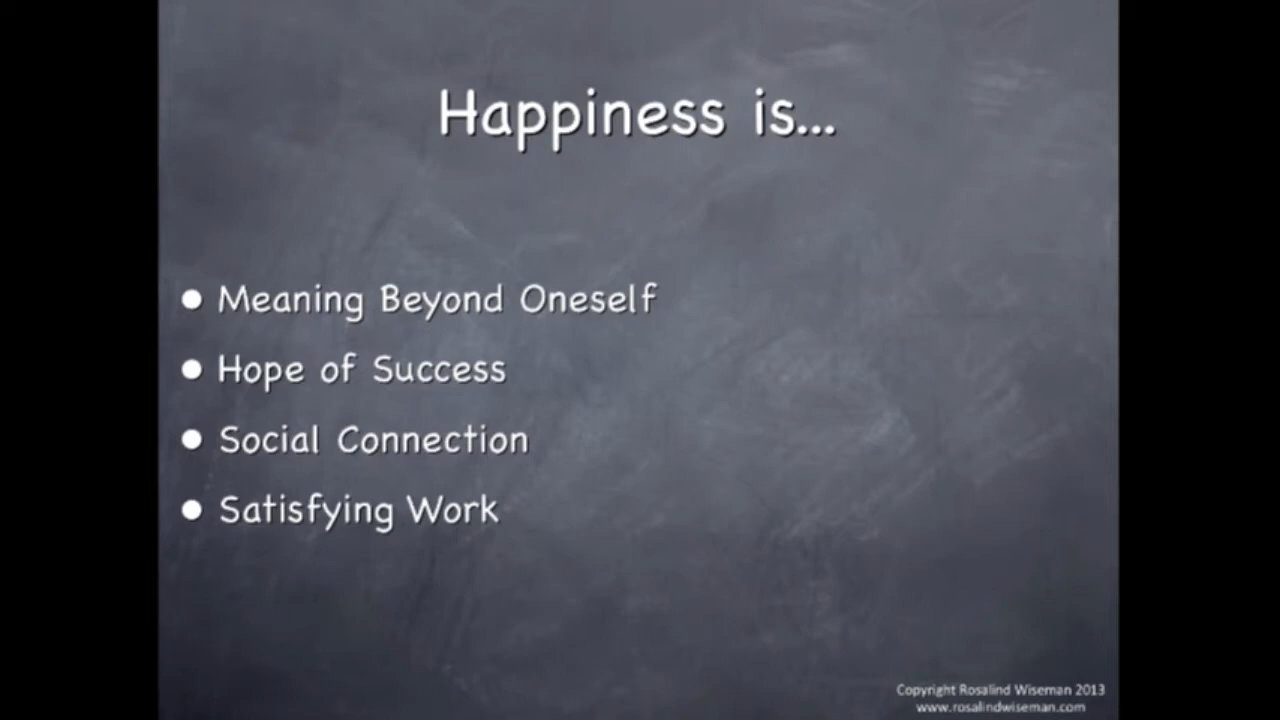 Happiness is...
● Meaning Beyond Oneself
● Hope of Success
● Social Connection
● Satisfying Work
Copyright Rosalind Wiseman 2013
www.rosalindwiseman.com